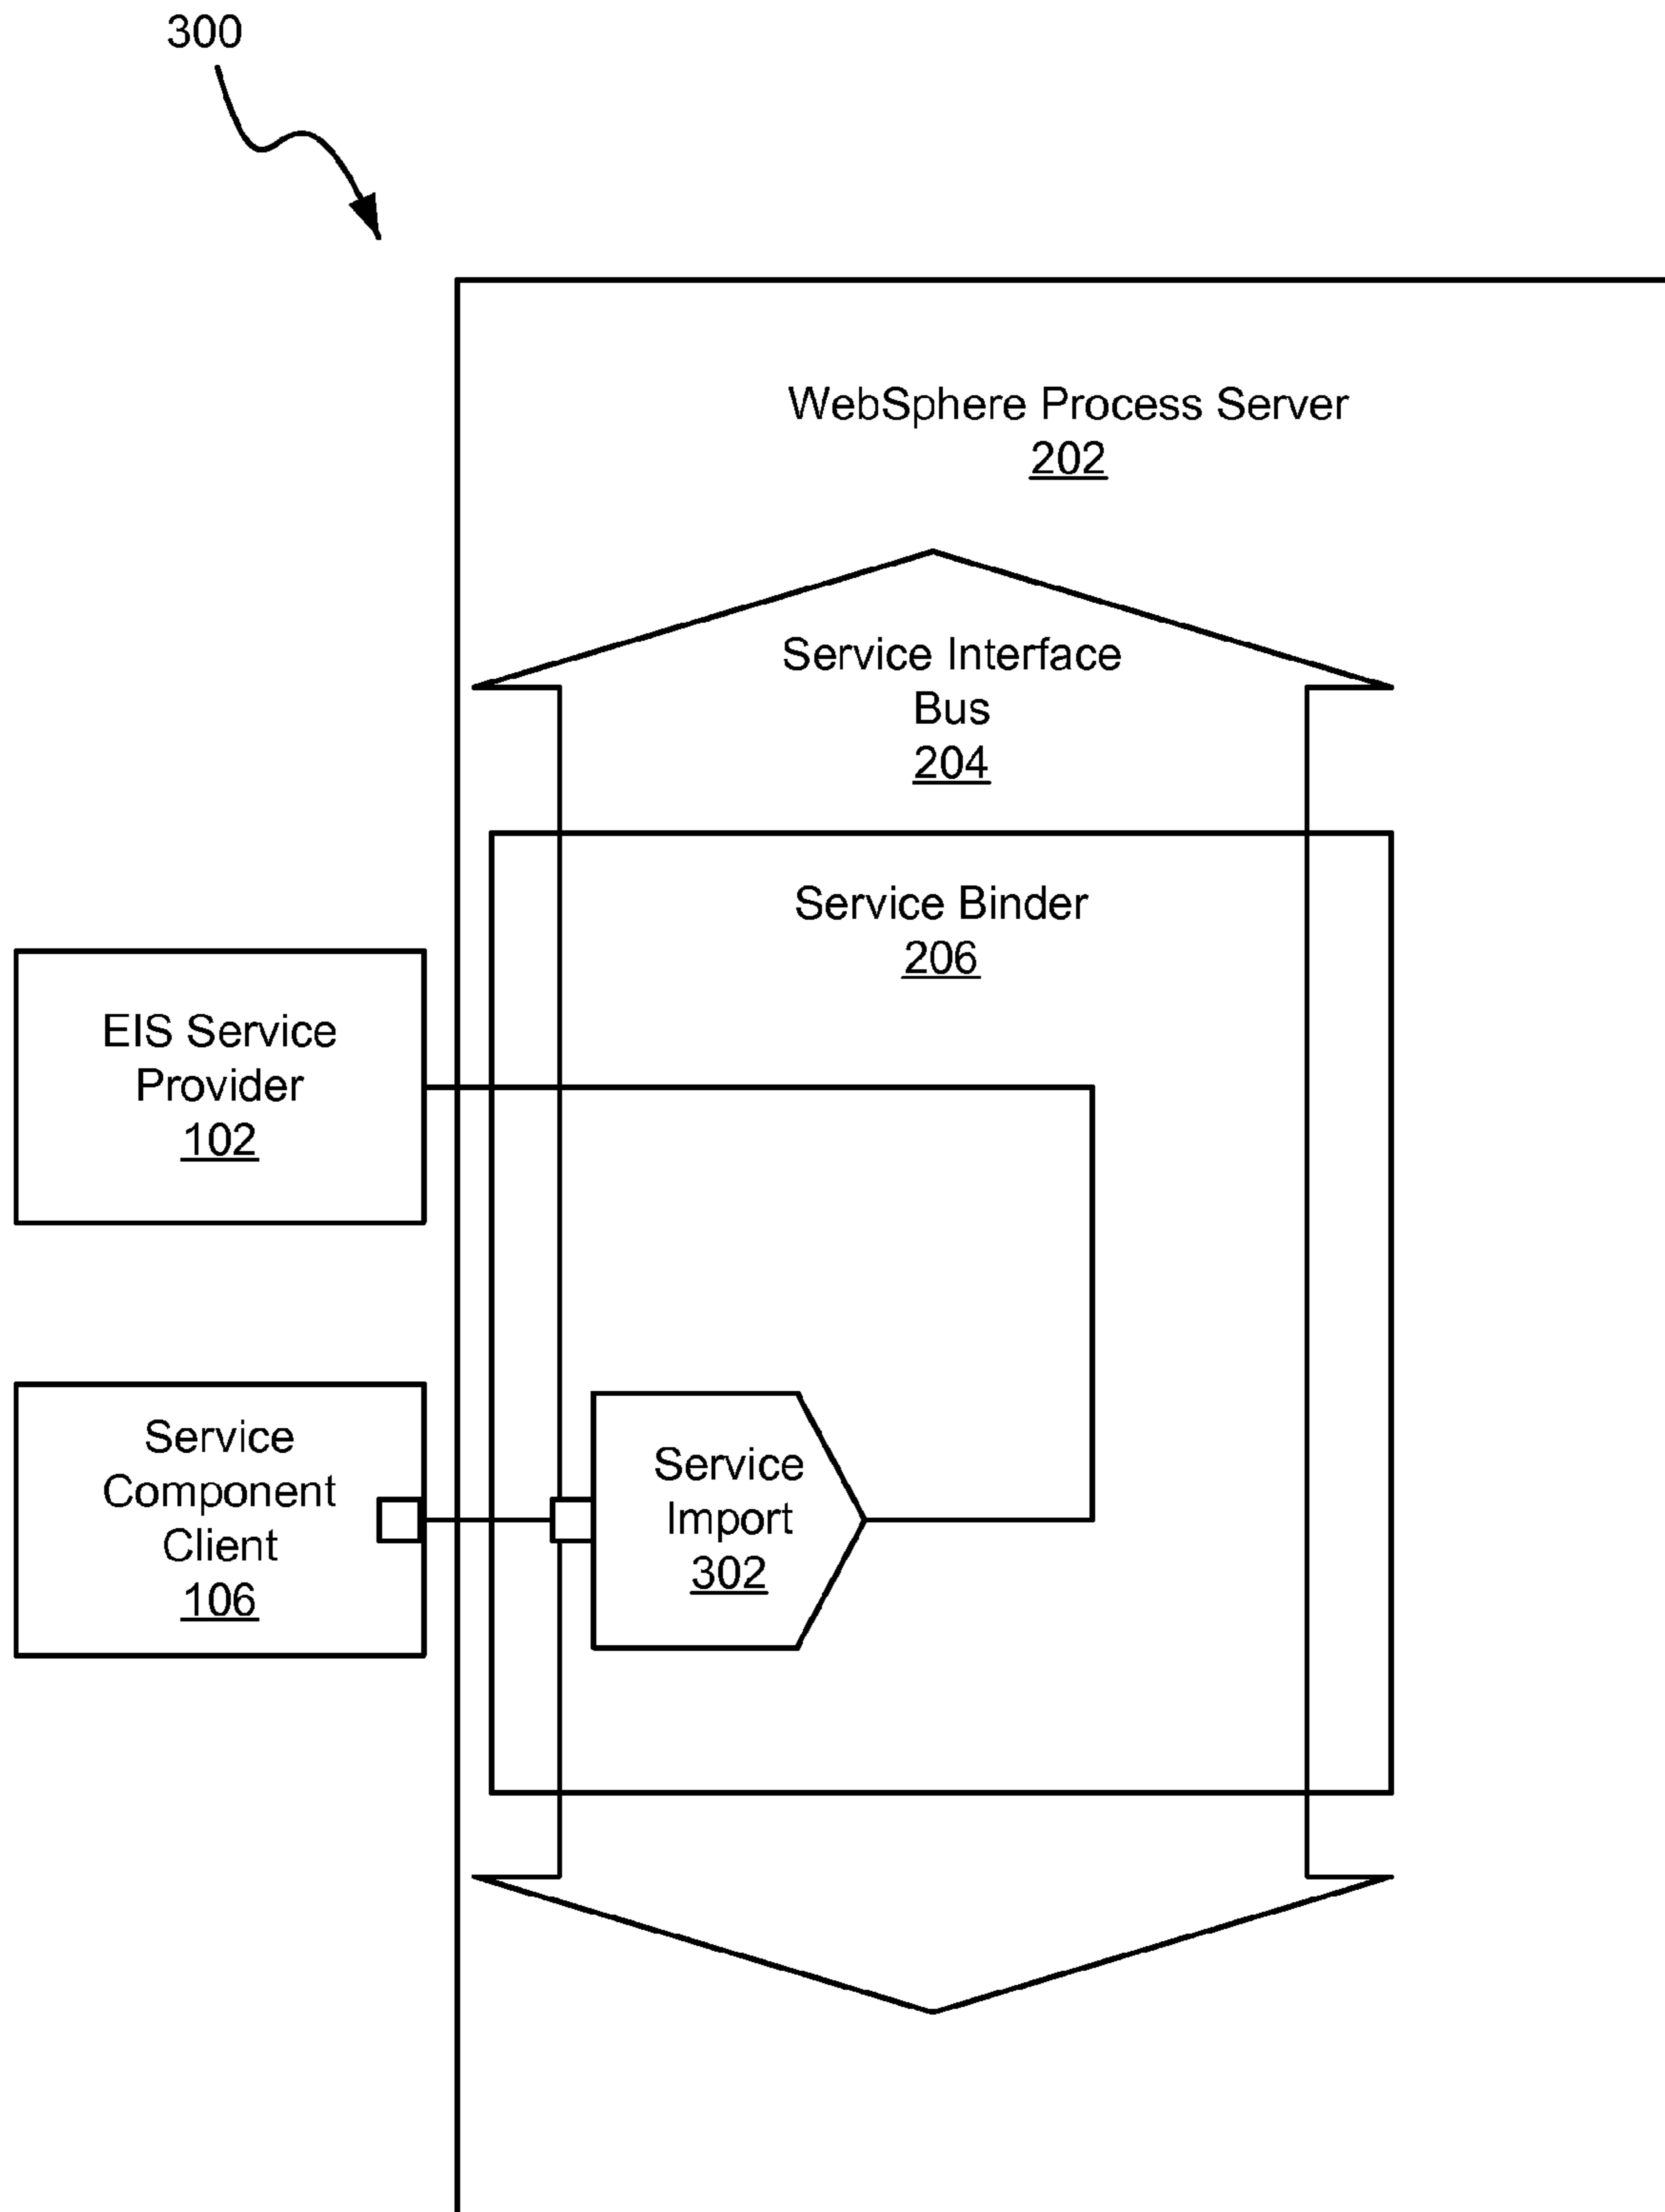 300
WebSphere Process Server
202
Service Interface
Bus
204
Service Binder
206
EIS Service
Provider
102
Service
Component
Client
106
Service
Import
302